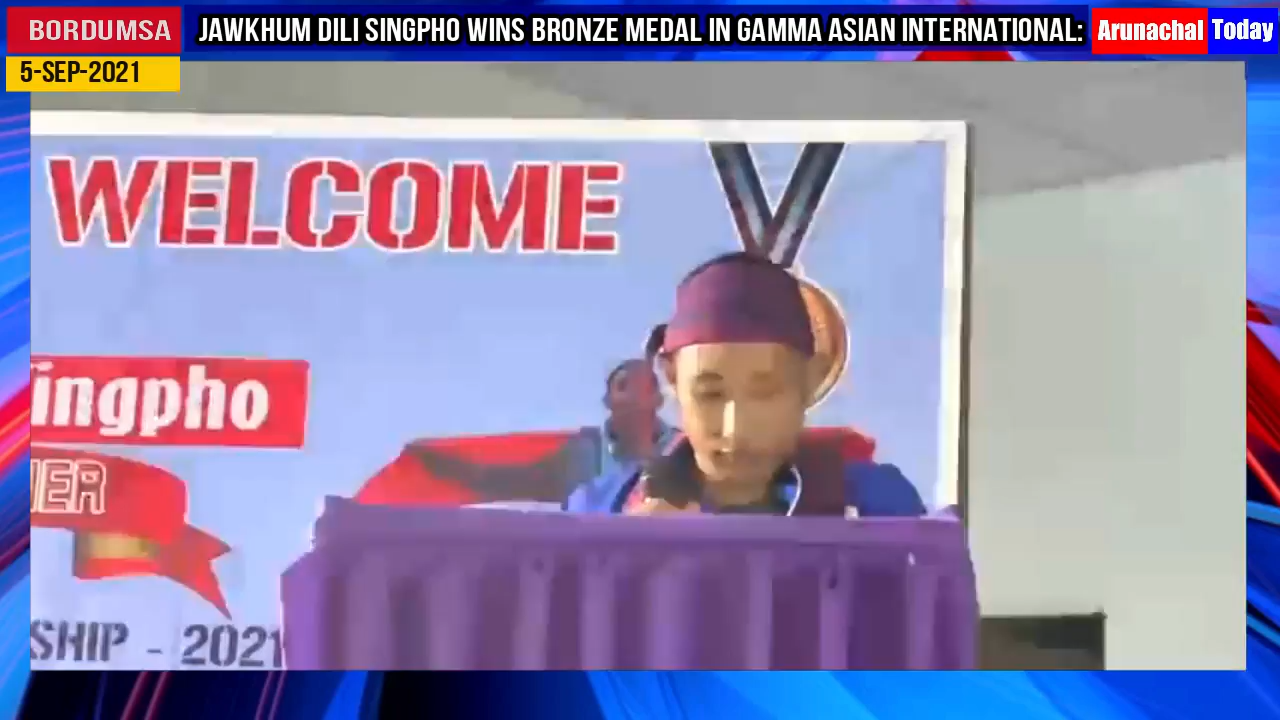 BORDUMSA
JAWKHUM DILI SINGPHO WINS BRONZE MEDAL IN GAMMA ASIAN INTERNATIONAL:
Arunachal Today
5-SEP-2021
WELCOME
ingpho
ER
SHIP - 2021